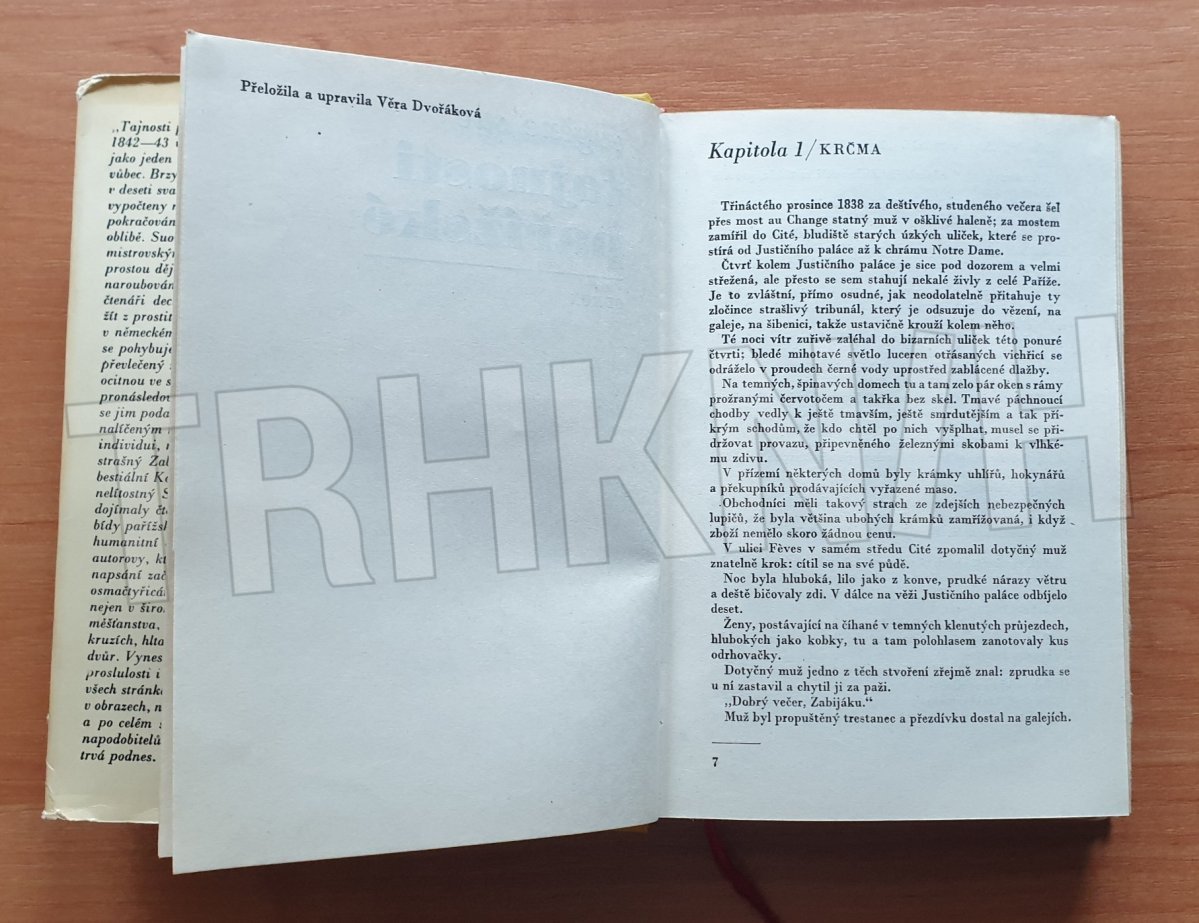 „Tajnosti
1842—43
jako jeden
vůbec. Brzy
v deseti
vypočteny
pokračován
oblibě.
mistrovským
prostou
naroubován
čtenáři
žít z
v německém
se pohybuje
převlečený
ocitnou ve
pronásledov
se jim poda
nalíčeným
individuí,
strašný
bestiální
nelítostný
dojímaly
bídy pařížsk
humanitní
autorovy,
napsání
osmačtyřicá
nejen v
měšťanstva,
kruzích,
dvůr.
proslulosti i
všech
v obrazech,
a po celém
napodobitelů
trvá podnes.
Přeložila a upravila Věra Dvořáková
Kapitola 1/KRČMA
Třináctého prosince 1838 za deštivého, studeného večera šel
přes most au Change statný muž v ošklivé haleně; za mostem
zamířil do Cité, bludiště starých úzkých uliček, které se pro-
stírá od Justičního paláce až k chrámu Notre Dame.
Čtvrť kolem Justičního paláce je sice pod dozorem a velmi
střežená, ale přesto se sem stahují nekalé živly z celé Paříže.
Je to zvláštní, přímo osudné, jak neodolatelně přitahuje ty
zločince strašlivý tribunál, který je odsuzuje do vězení, na
galeje, na šibenici, takže ustavičně krouží kolem něho.
Té noci vítr zuřivě zaléhal do bizarních uliček této ponuré
čtvrti; bledé mihotavé světlo luceren otřásaných vichřicí se
odráželo v proudech černé vody uprostřed zablácené dlažby.
Na temných, špinavých domech tu a tam zelo pár oken s rámy
prožranými červotočem a takřka bez skel. Tmavé páchnoucí
chodby vedly k ještě tmavším, ještě smrdutějším a tak pří-
krým schodům, že kdo chtěl po nich vyšplhat, musel se při-
držovat provazu, připevněného železnými skobami k vlhké-
mu zdivu.
V přízemí některých domů byly krámky uhlířů, hokynářů
a překupníků prodávajících vyřazené maso.
Obchodníci měli takový strach ze zdejších nebezpečných
lupičů, že byla většina ubohých krámků zamřížovaná, i když
zboží nemělo skoro žádnou cenu.
V ulici Fèves v samém středu Cité zpomalil dotyčný muž
znatelně krok: cítil se na své půdě.
Noc byla hluboká, lilo jako z konve, prudké nárazy větru
a deště bičovaly zdi. V dálce na věži Justičního paláce odbíjelo
deset.
Ženy, postávající na číhané v temných klenutých průjezdech,
hlubokých jako kobky, tu a tam polohlasem zanotovaly kus
odrhovačky.
Dotyčný muž jedno z těch stvoření zřejmě znal: zprudka se
u ní zastavil a chytil ji za paži.
„Dobrý večer, Zabijáku.“
Muž byl propuštěný trestanec a přezdívku dostal na galejích.
7
TRHKNIH